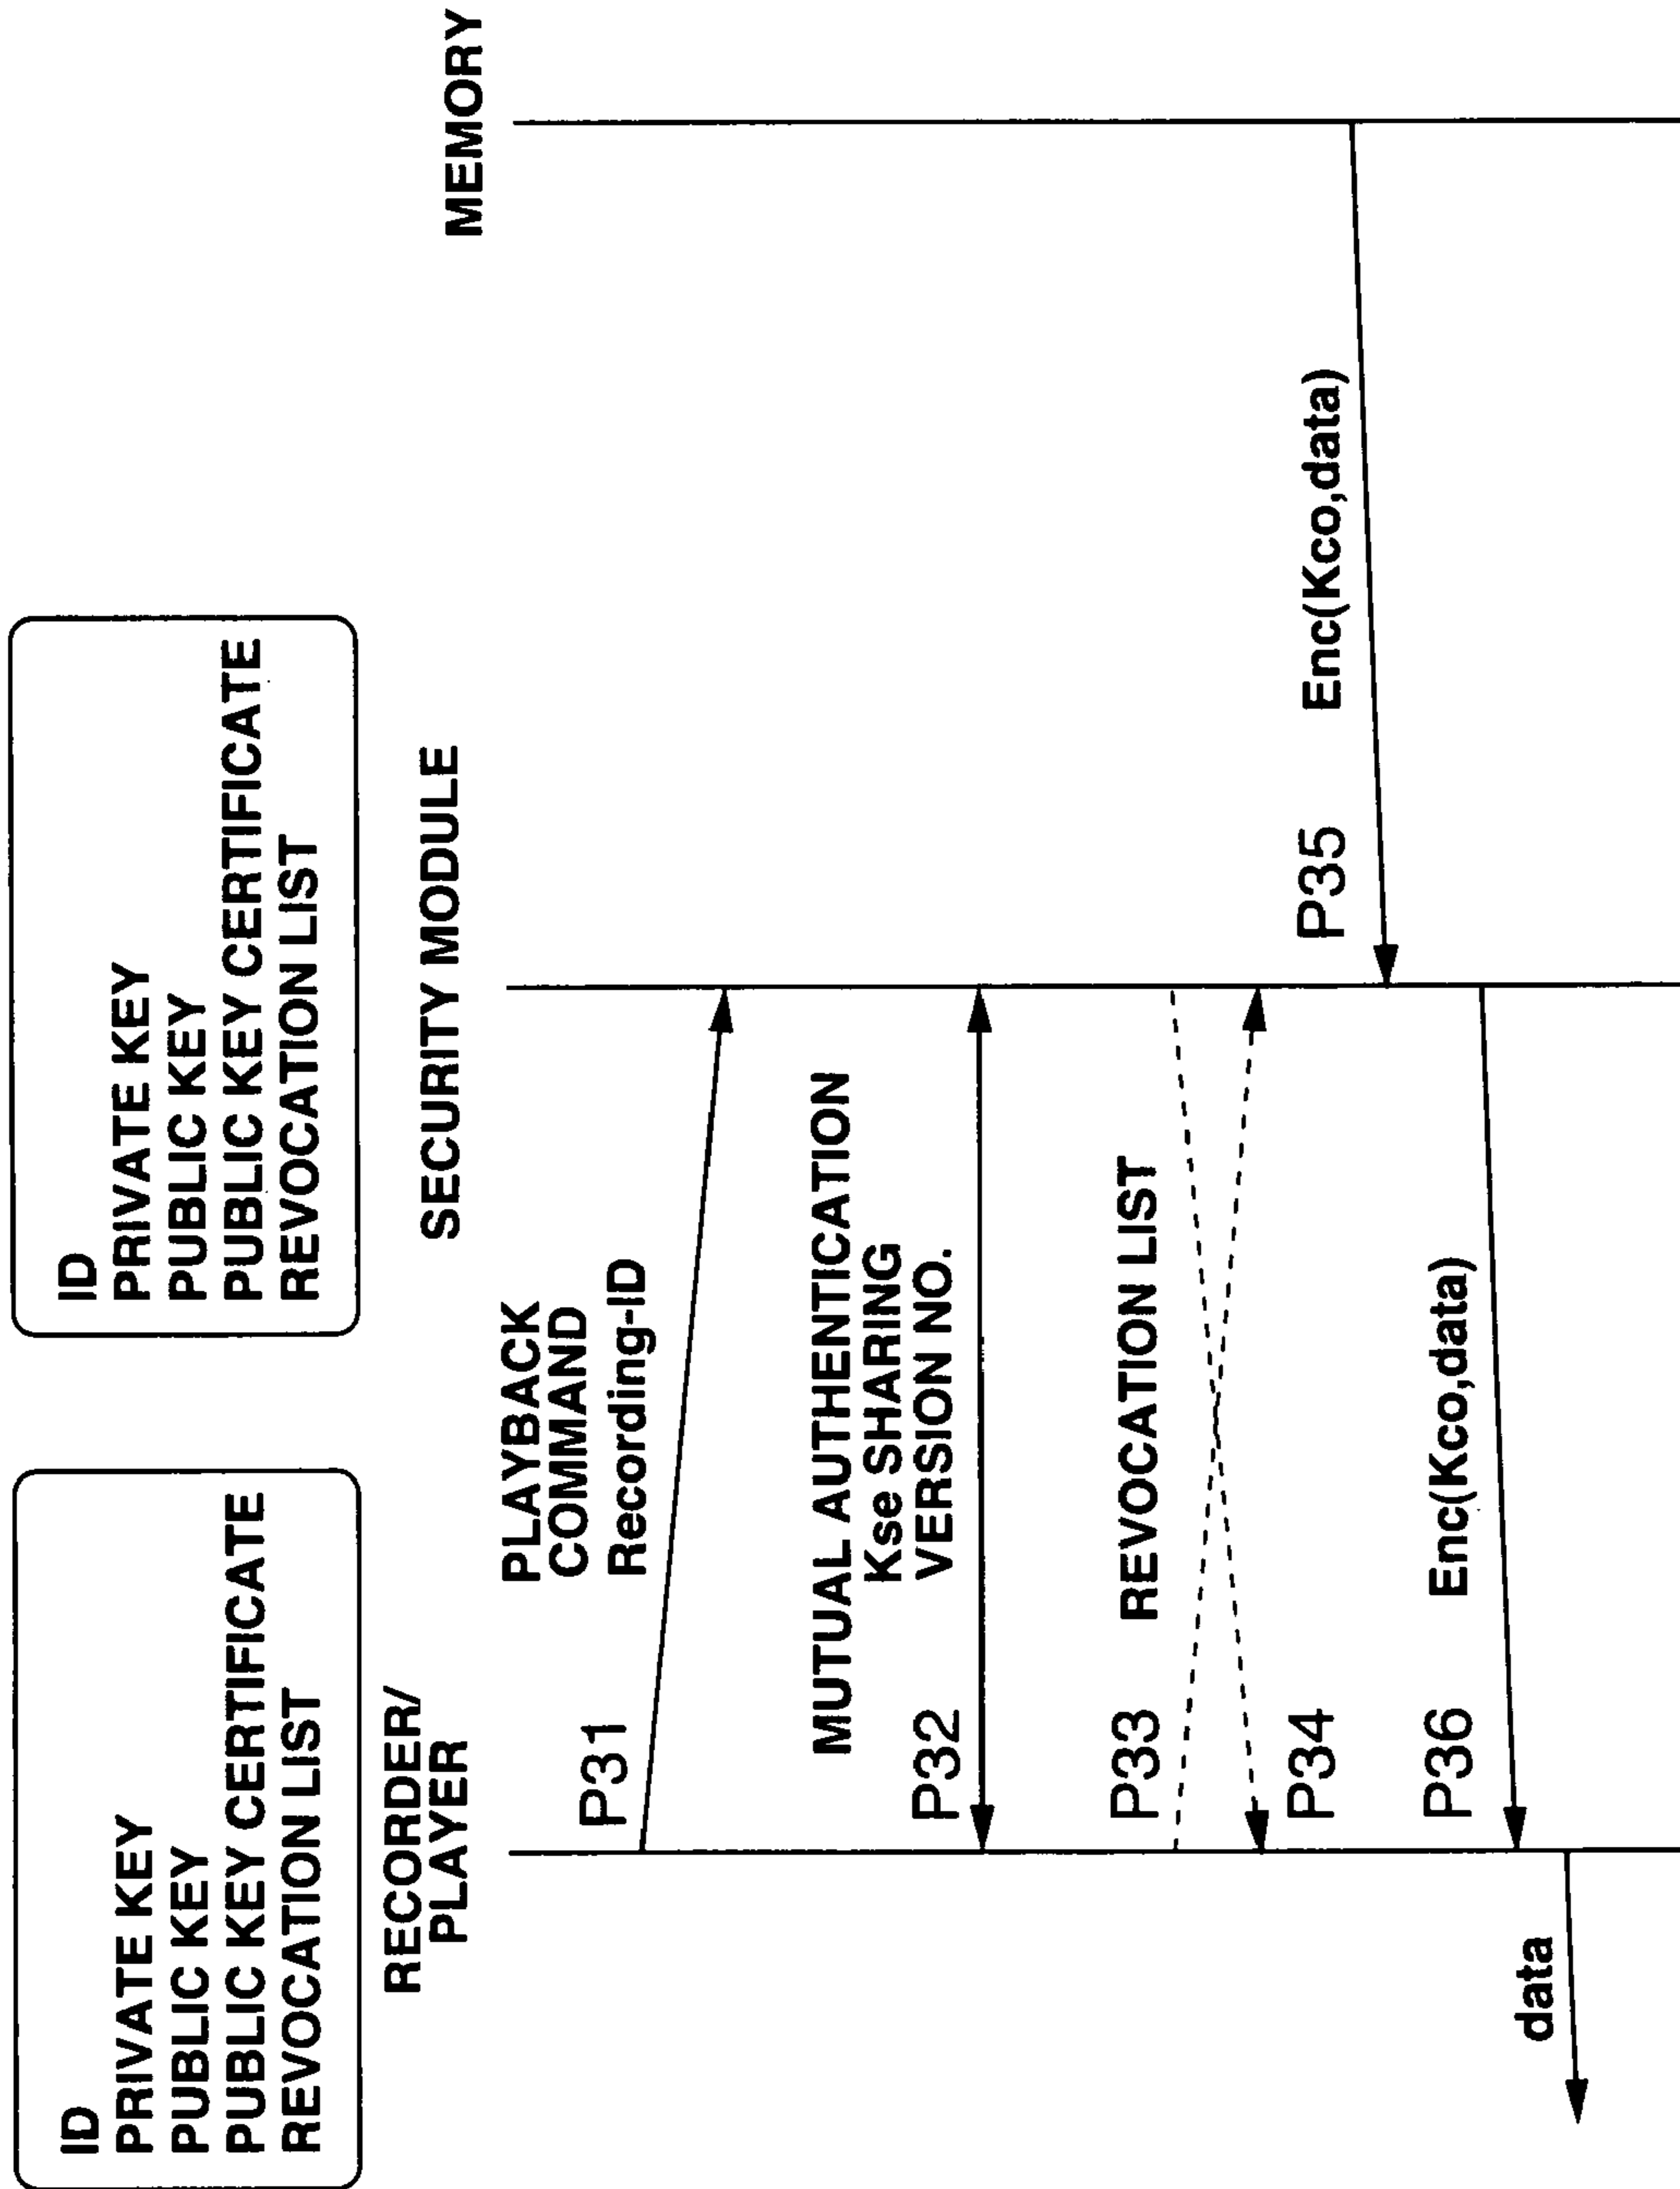 ID
PRIVATE KEY
PUBLIC KEY
PUBLIC KEY CERTIFICATE
REVOCATION LIST
ID
PRIVATE KEY
PUBLIC KEY
PUBLIC KEY CERTIFICATE
REVOCATION LIST
RECORDER/
PLAYER
SECURITY MODULE
MEMORY
PLAYBACK
COMMAND
Recording-ID
P31
MUTUAL AUTHENTICATION
Kse SHARING
VERSION NO.
P32
P33
REVOCATION LIST
P34
P35
Enc(Kco,data)
P36
Enc(Kco,data)
data